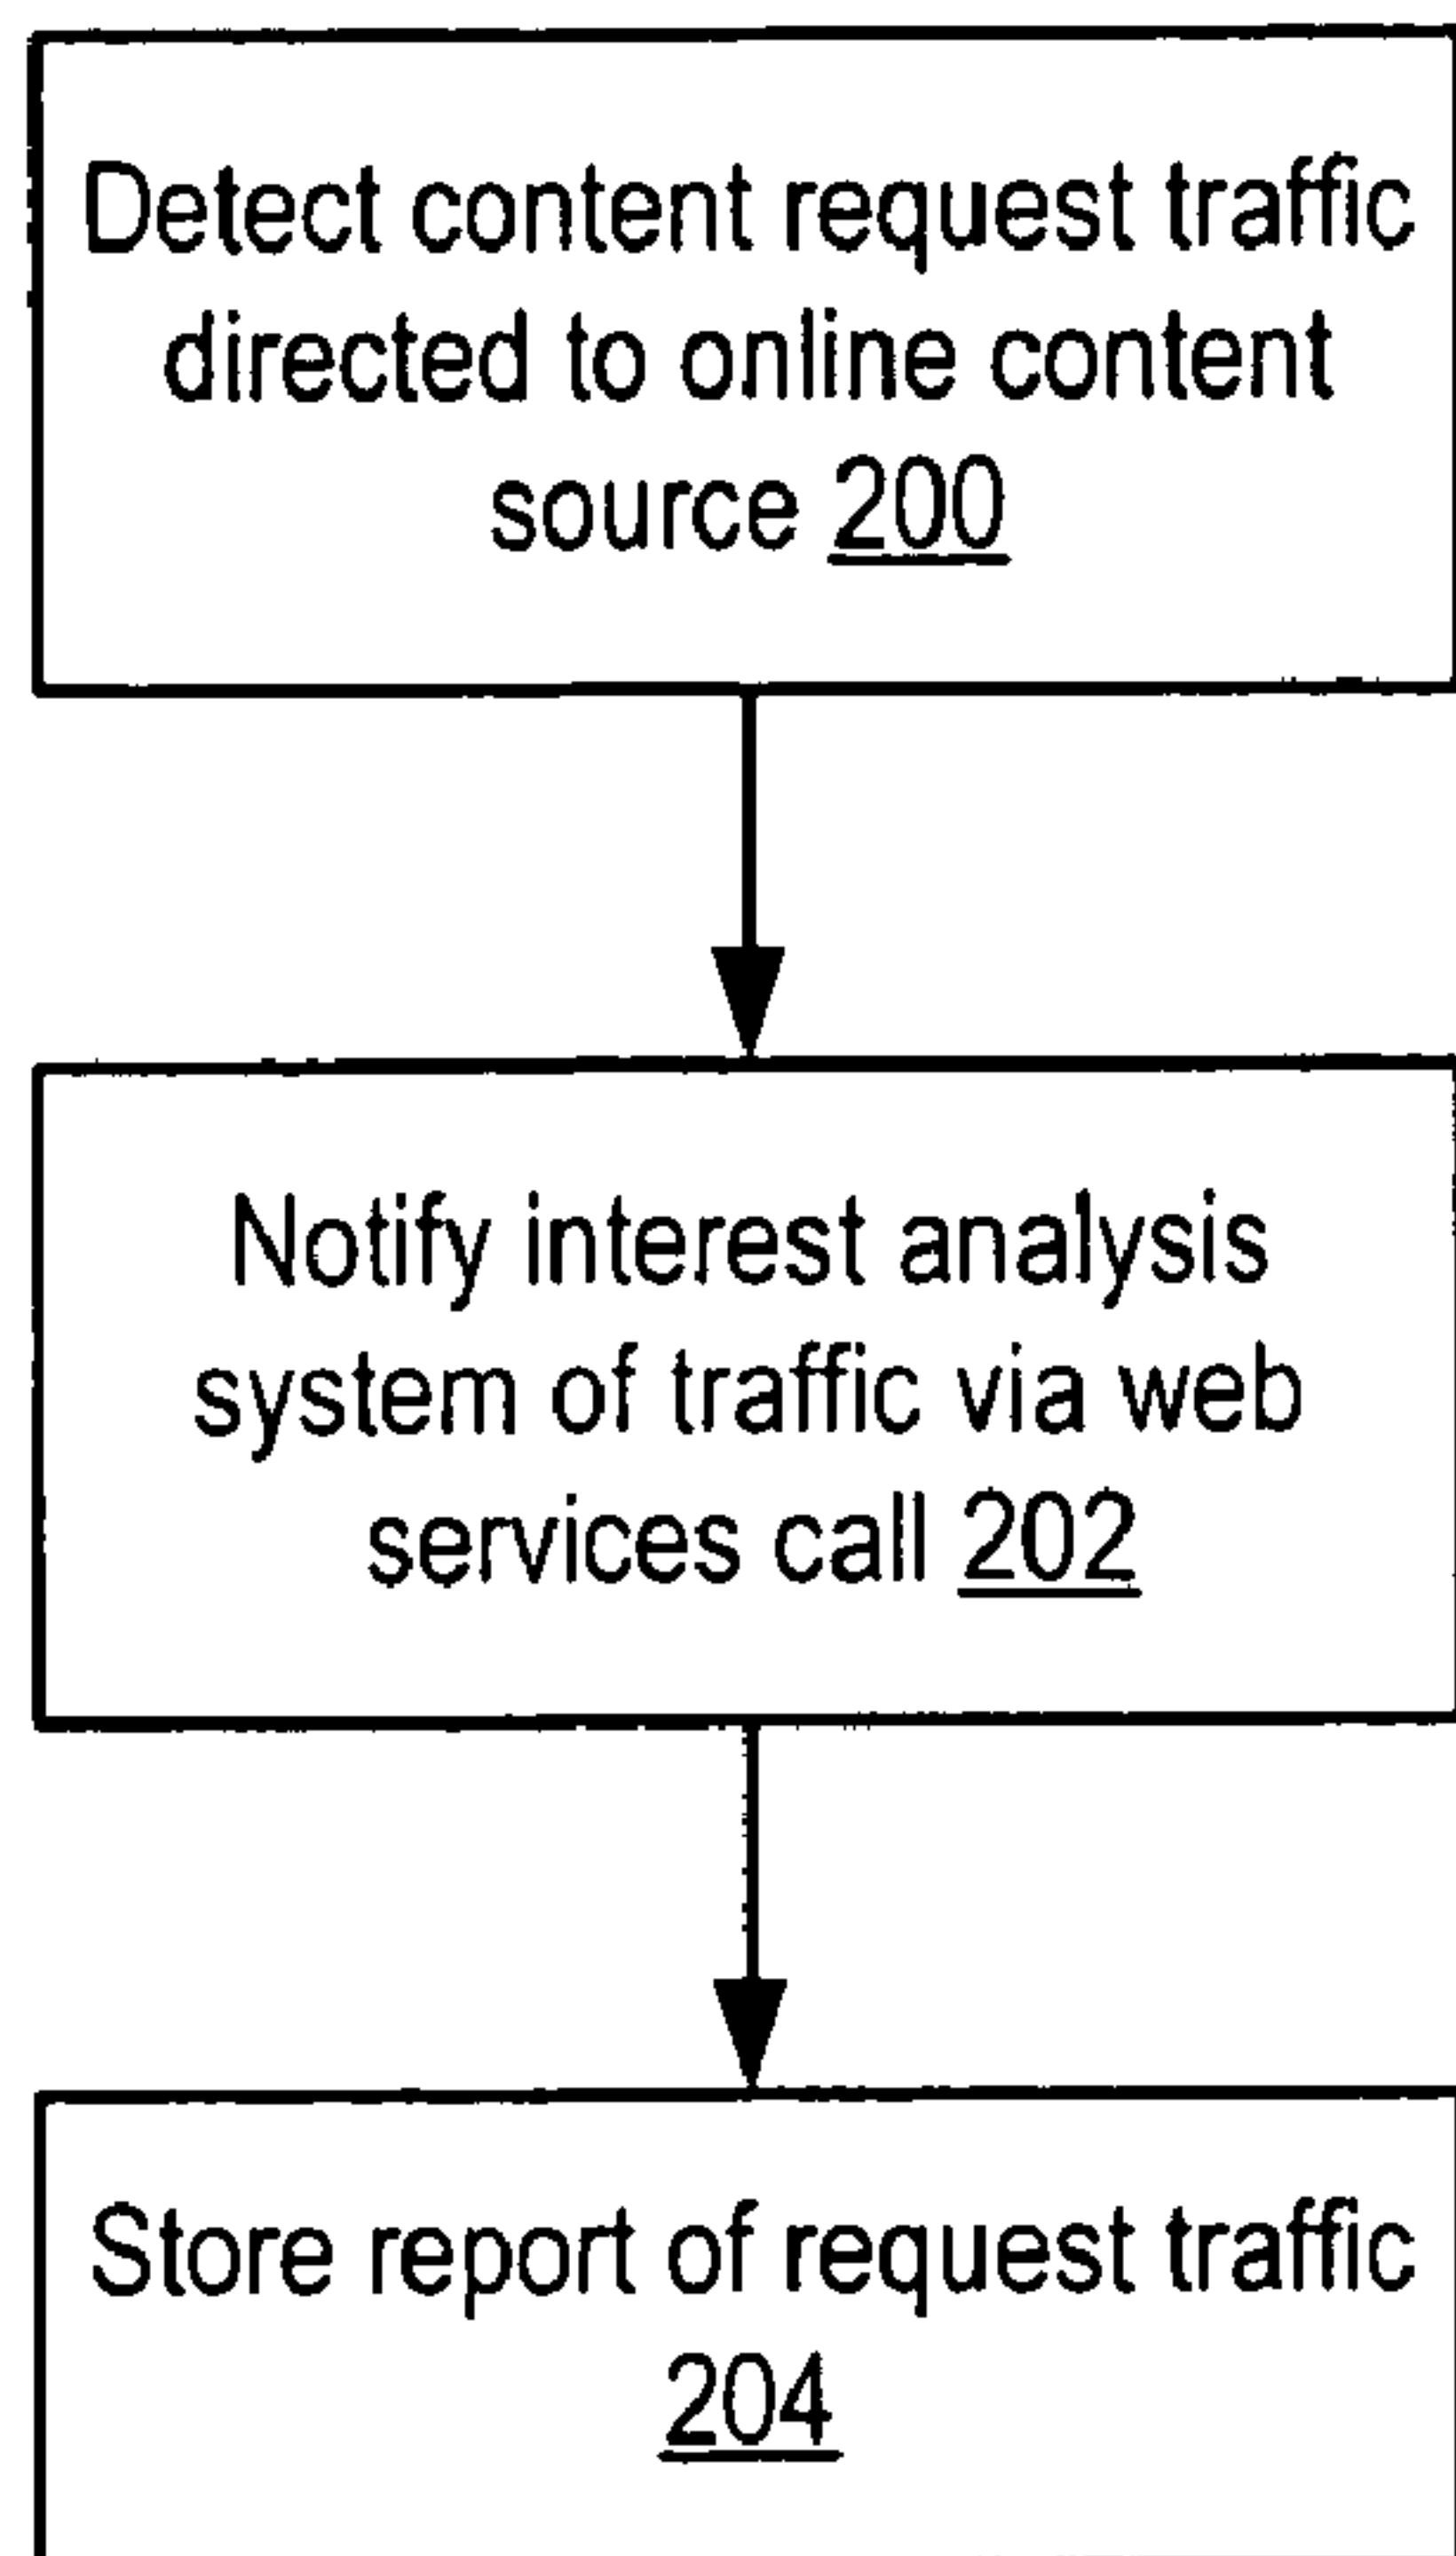 Detect content request traffic
directed to online content
source 200
Notify interest analysis
system of traffic via web
services call 202
Store report of request traffic
204